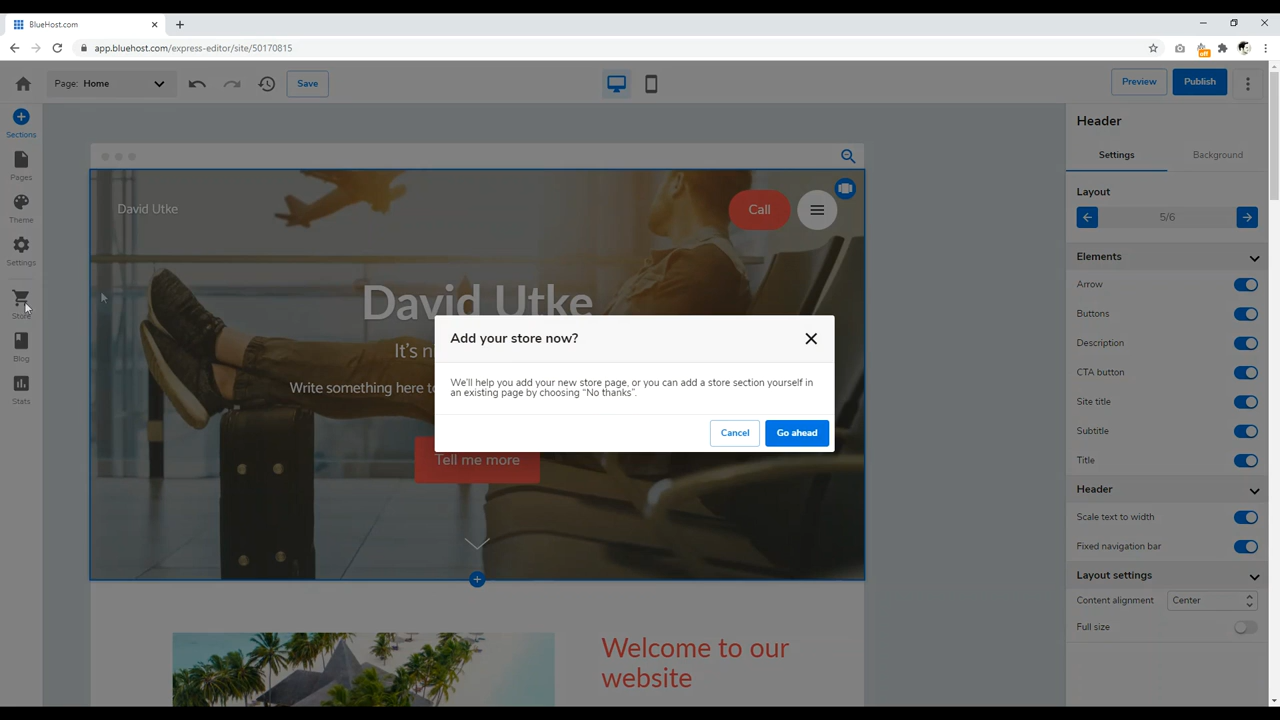 BlueHost.com
app.bluehost.com/express-editor/site/50170815
off
Page: Home
Save
Preview
Publish
Sections
Pages
Theme
Settings
Store
Blog
Stats
David Utke
Call
David Utke
It's n
Write something here to
Tell me more
Welcome to our
website
Add your store now?
We'll help you add your new store page, or you can add a store section yourself in
an existing page by choosing "No thanks".
Cancel
Go ahead
Header
Settings
Background
Layout
5/6
Elements
Arrow
Buttons
Description
CTA button
Site title
Subtitle
Title
Header
Scale text to width
Fixed navigation bar
Layout settings
Content alignment
Center
Full size